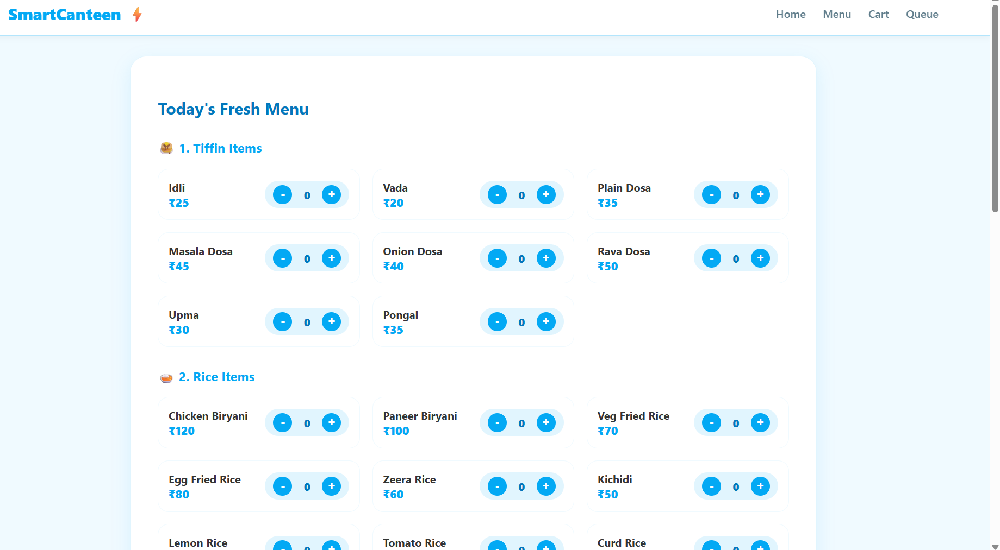 SmartCanteen
Home Menu Cart Queue
Today's Fresh Menu
1. Tiffin Items
Idli
₹25
- 0 +
Vada
₹20
- 0 +
Plain Dosa
₹35
- 0 +
Masala Dosa
₹45
- 0 +
Onion Dosa
₹40
- 0 +
Rava Dosa
₹50
- 0 +
Upma
₹30
- 0 +
Pongal
₹35
- 0 +
2. Rice Items
Chicken Biryani
₹120
- 0 +
Paneer Biryani
₹100
- 0 +
Veg Fried Rice
₹70
- 0 +
Egg Fried Rice
₹80
- 0 +
Zeera Rice
₹60
- 0 +
Kichidi
₹50
- 0 +
Lemon Rice
- 0 +
Tomato Rice
- 0 +
Curd Rice
- 0 +